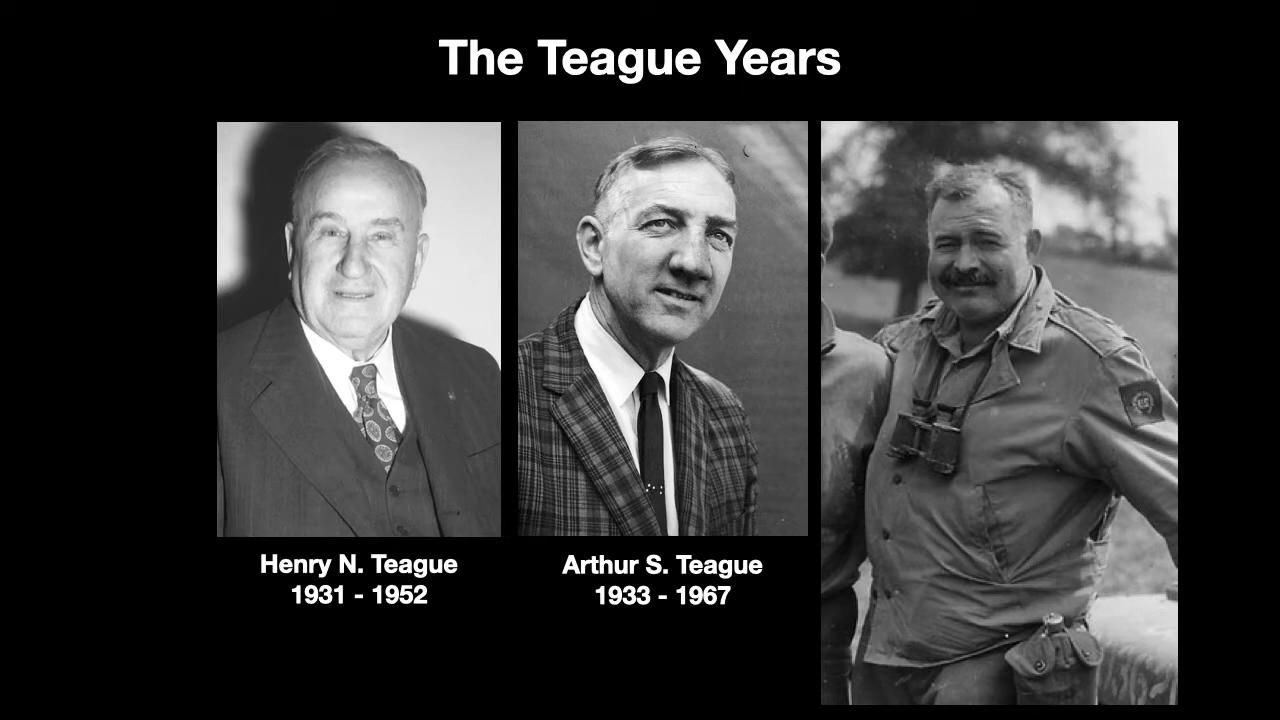 The Teague Years
Henry N. Teague
1931 - 1952
Arthur S. Teague
1933 - 1967